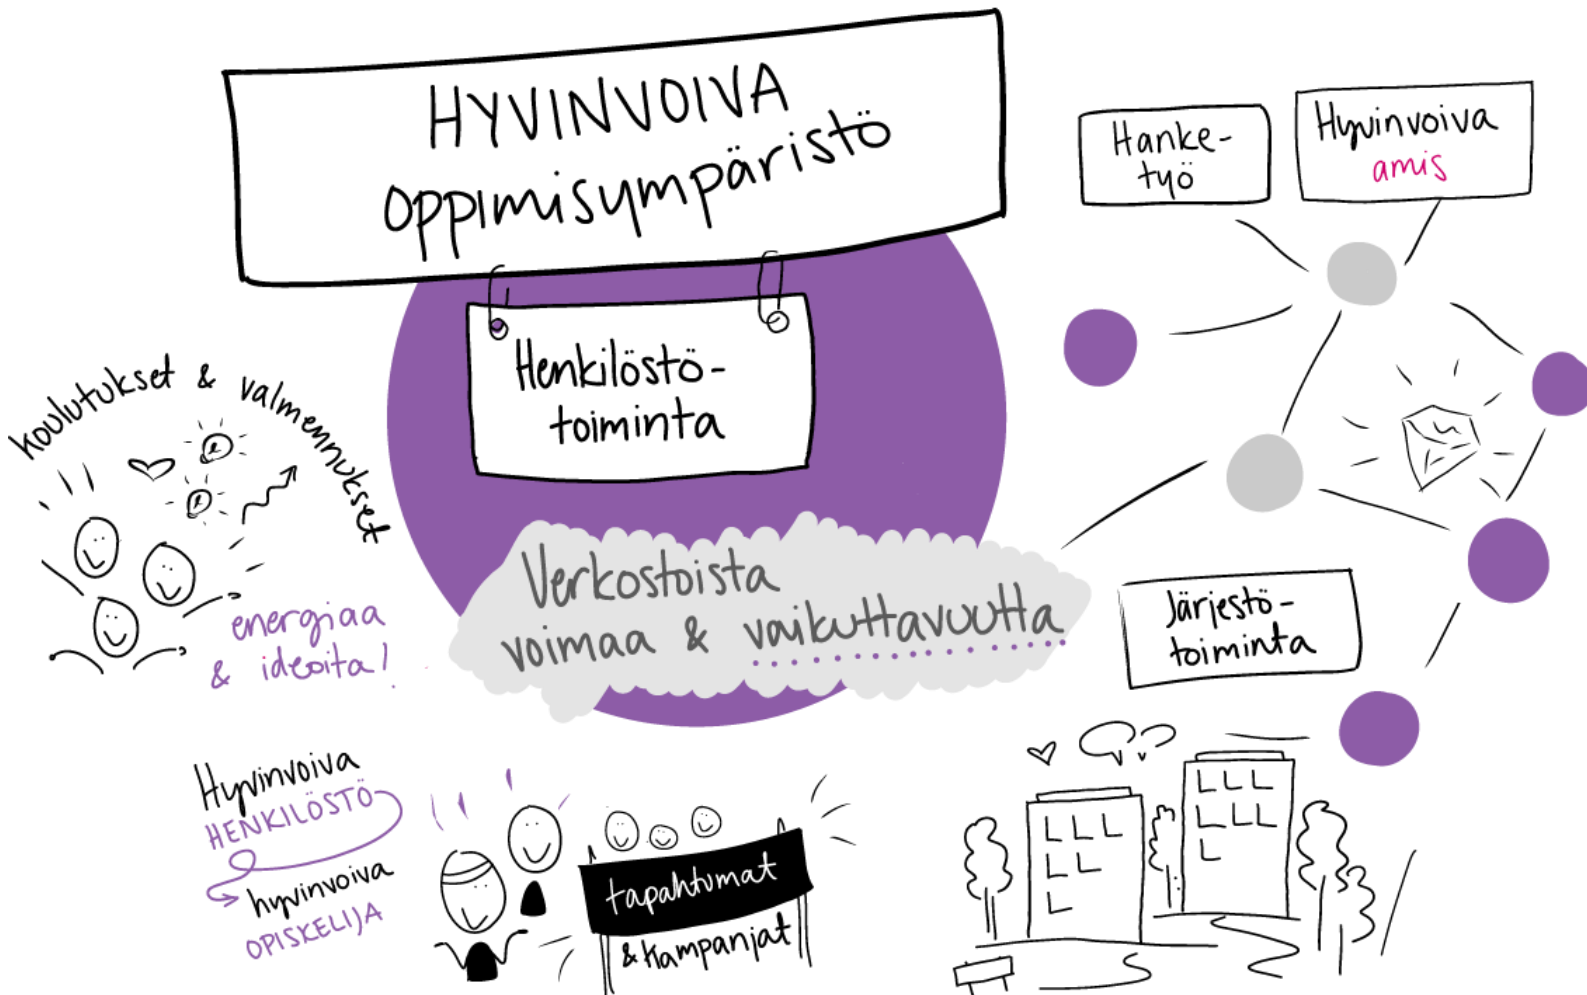 HYVINVOIVA
oppimisympäristö
Henkilöstö-
toiminta
Verkostoista
voimaa & vaikuttavuutta
koulutukset & valmennukset
energiaa
& ideoita!
Hyvinvoiva
HENKILÖSTÖ
hyvinvoiva
OPISKELIJA
tapahtumat
& kampanjat
Hanke-
työ
Hyvinvoiva
amis
Järjestö-
toiminta